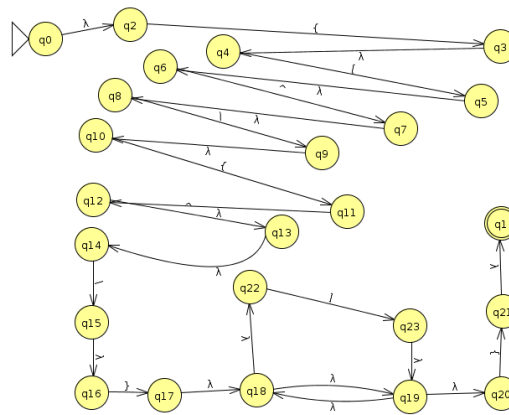 q0 λ q2 { q3
q4 λ
q6 [ q5
q8 ^ λ q7
q10 λ q9
λ {
q12 ^ q11
λ q13
q14 λ
q22 q1
q15 q23 q21
q16 } q17 λ q18 λ q19 λ q20
λ